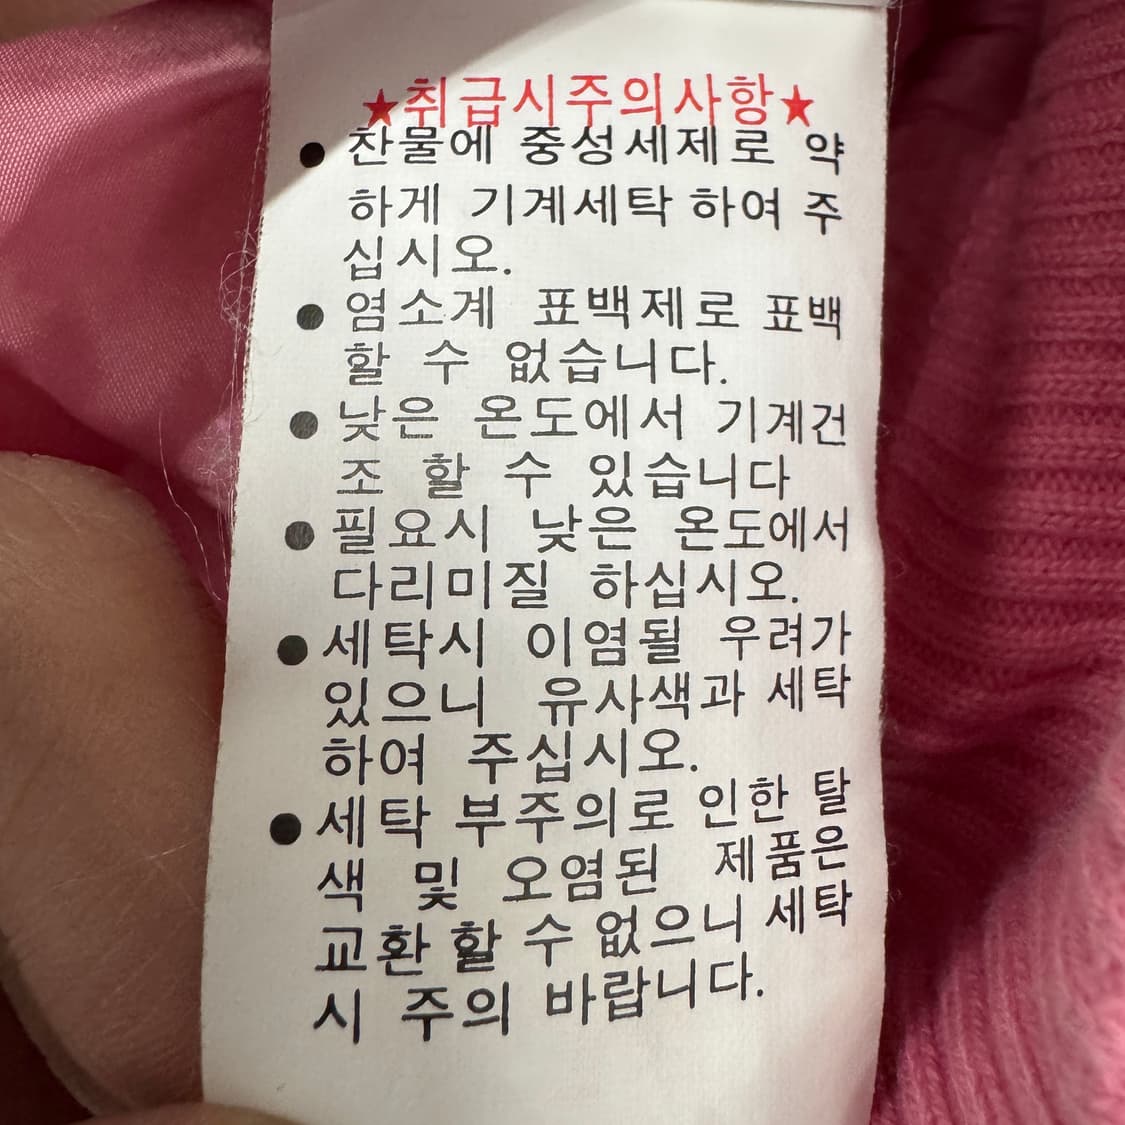 ★취급시주의사항★
● 찬물에 중성세제로 약
하게 기계세탁 하여 주
십시오.
● 염소계 표백제로 표백
할 수 없습니다.
● 낮은 온도에서 기계건
조 할 수 있습니다
● 필요시 낮은 온도에서
다리미질 하십시오.
● 세탁시 이염될 우려가
있으니 유사색과 세탁
하여 주십시오.
● 세탁 부주의로 인한 탈
색 및 오염된 제품은
교환 할 수 없으니 세탁
시 주의 바랍니다.